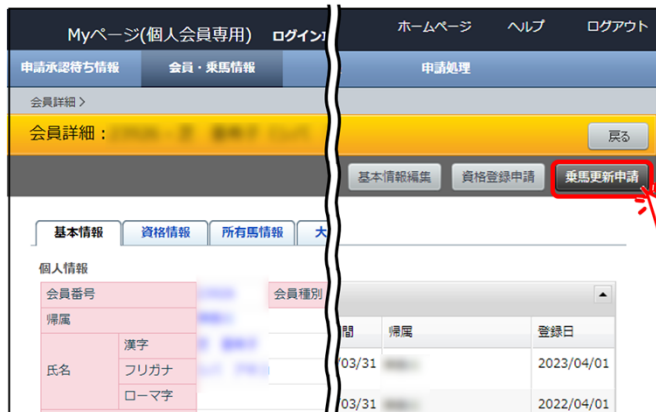 Myページ(個人会員専用) ログイン
ホームページ ヘルプ ログアウト
申請承認待ち情報 会員・乗馬情報 申請処理
会員詳細 >
会員詳細：
戻る
基本情報編集 資格登録申請 乗馬更新申請
基本情報 資格情報 所有馬情報 大
個人情報
会員番号 会員種別
帰属
間 帰属 登録日
氏名
漢字
フリガナ
ローマ字
/03/31 2023/04/01
03/31 2022/04/01